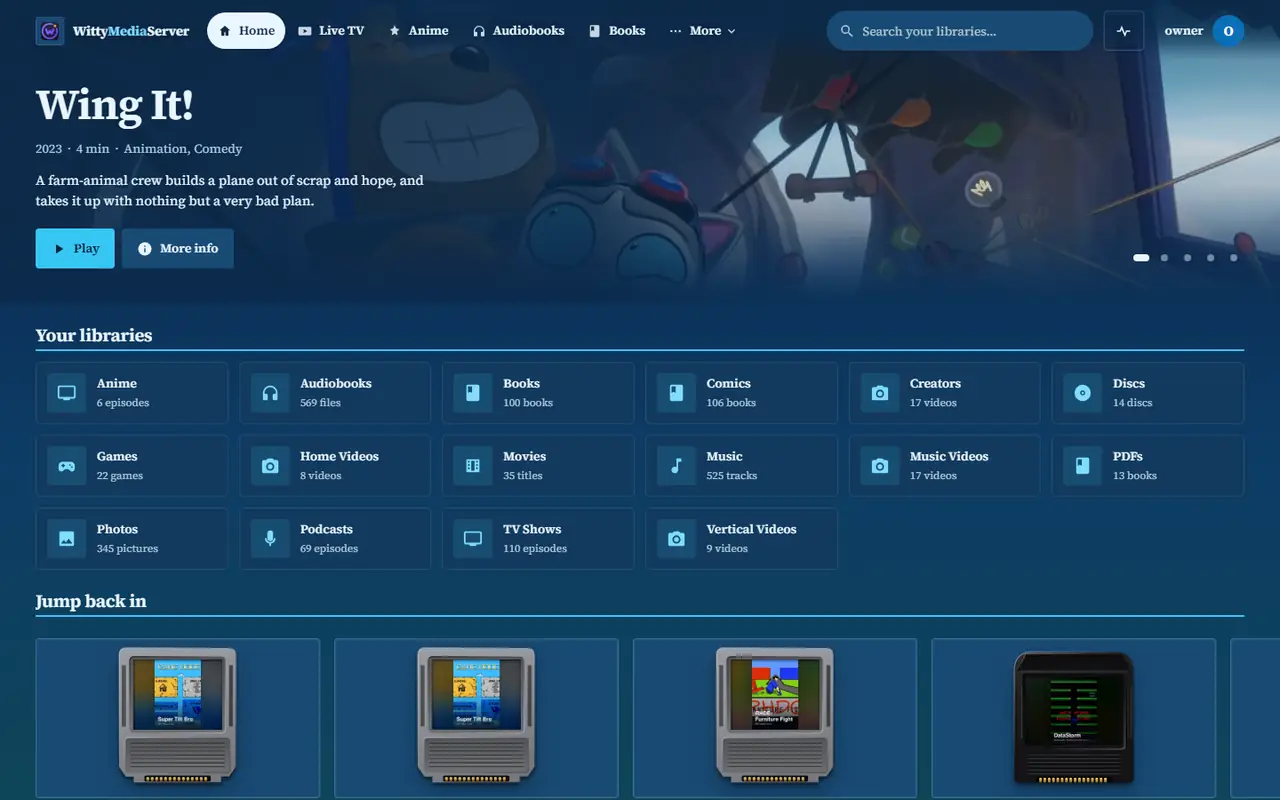 WittyMediaServer
Home
Live TV
Anime
Audiobooks
Books
More
Search your libraries...
owner
O
Wing It!
2023 · 4 min · Animation, Comedy
A farm-animal crew builds a plane out of scrap and hope, and
takes it up with nothing but a very bad plan.
Play
More info
Your libraries
Anime
6 episodes
Audiobooks
569 files
Books
100 books
Comics
106 books
Creators
17 videos
Discs
14 discs
Games
22 games
Home Videos
8 videos
Movies
35 titles
Music
525 tracks
Music Videos
17 videos
PDFs
13 books
Photos
345 pictures
Podcasts
69 episodes
TV Shows
110 episodes
Vertical Videos
9 videos
Jump back in
Super Tilt Bro
Super Tilt Bro
Furniture Fight
DataStorm